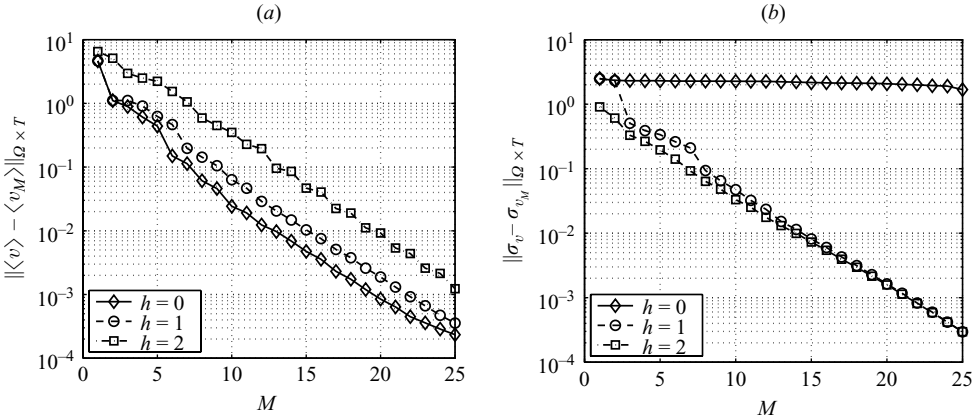 (a)
10^1
10^0
10^−1
10^−2
10^−3
10^−4
||⟨v⟩ − ⟨v_M⟩||_Ω × T
h = 0
h = 1
h = 2
0 5 10 15 20 25
M
(b)
10^1
10^0
10^−1
10^−2
10^−3
10^−4
||σ_v − σ_{v_M}||_Ω × T
h = 0
h = 1
h = 2
0 5 10 15 20 25
M